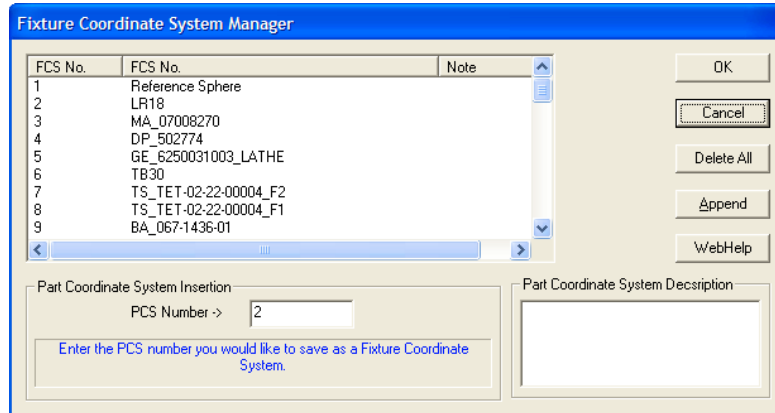 Fixture Coordinate System Manager
FCS No. FCS No. Note
1 Reference Sphere
2 LR18
3 MA_07008270
4 DP_502774
5 GE_6250031003_LATHE
6 TB30
7 TS_TET-02-22-00004_F2
8 TS_TET-02-22-00004_F1
9 BA_067-1436-01
OK
Cancel
Delete All
Append
WebHelp
Part Coordinate System Insertion
PCS Number -> 2
Enter the PCS number you would like to save as a Fixture Coordinate
System.
Part Coordinate System Decsription